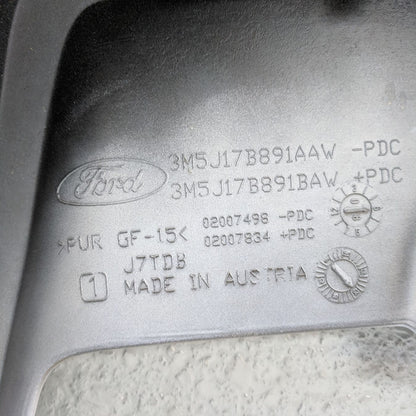 Ford
3M5J17B891AAW -PDC
3M5J17B891BAW +PDC
>PUR GF-15< 02007498 -PDC
02007834 +PDC
J7TDB
1 MADE IN AUSTRIA